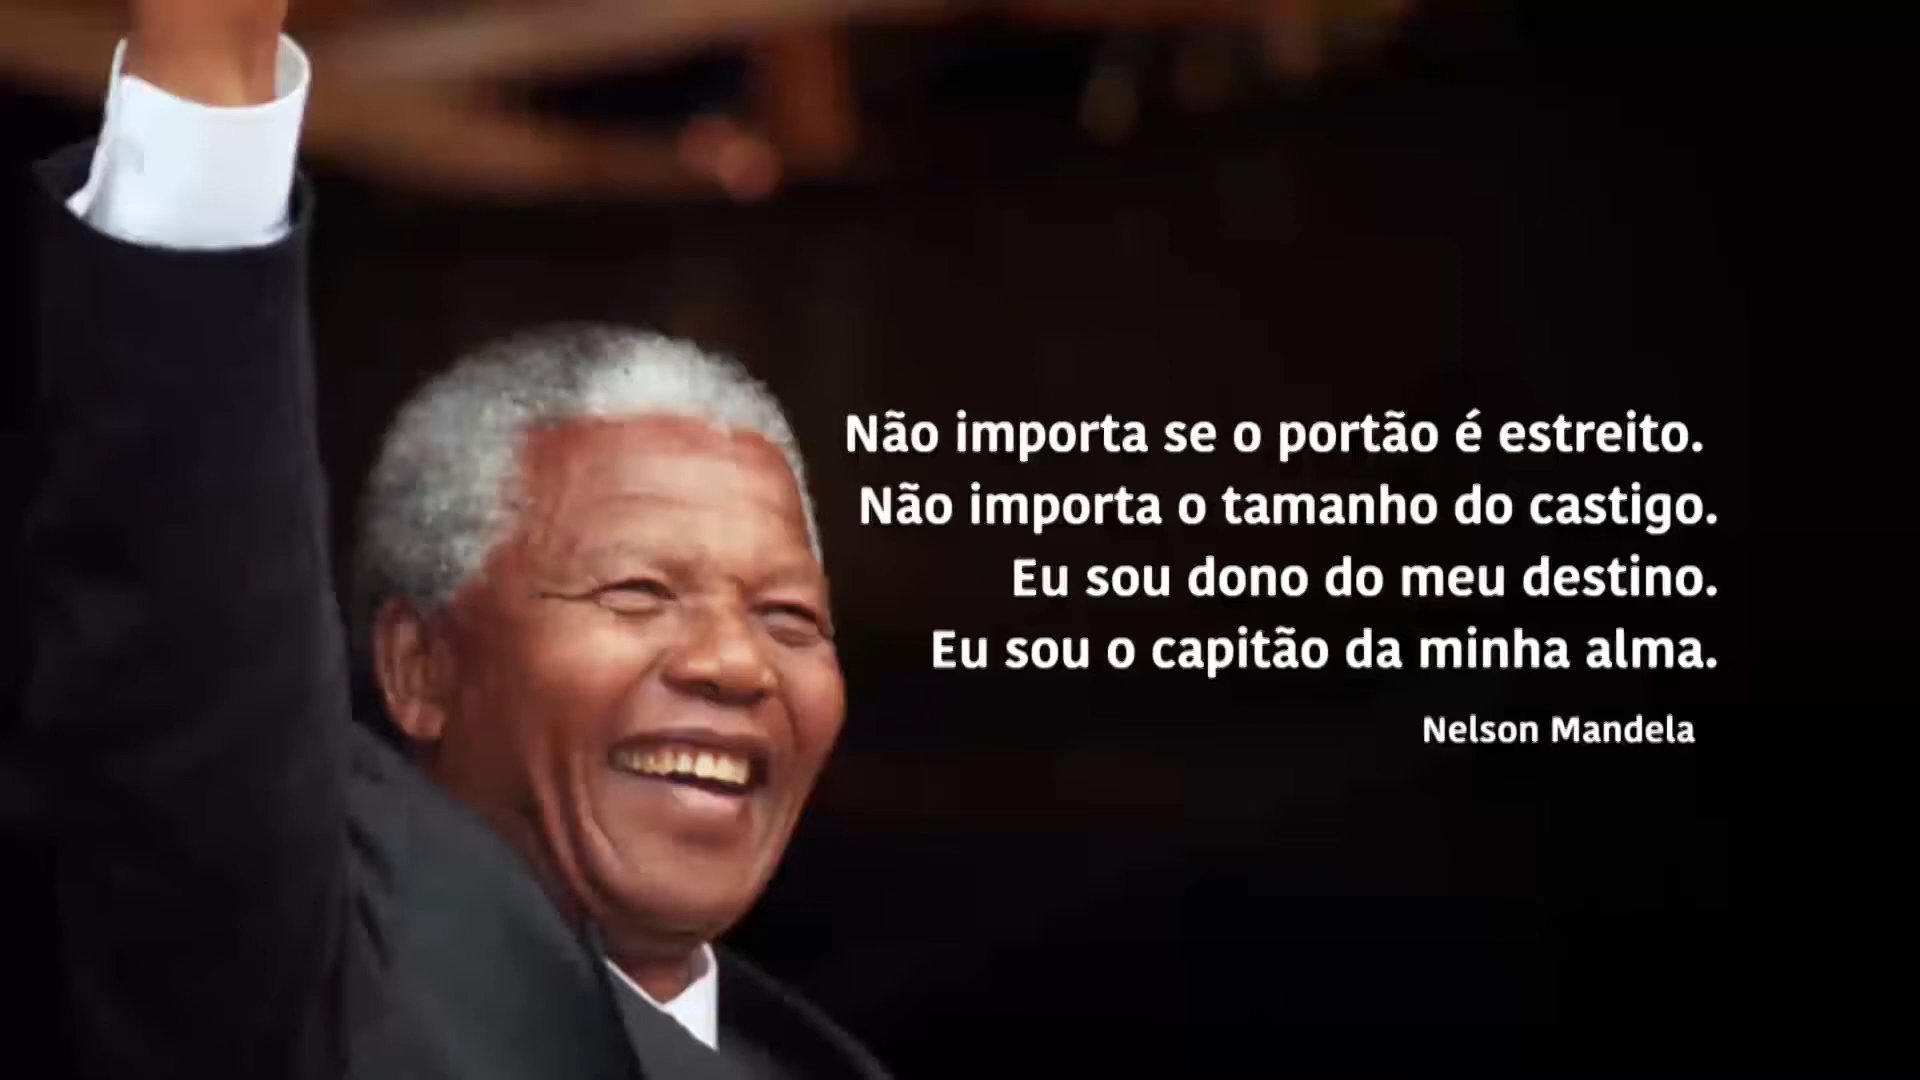 Não importa se o portão é estreito.
Não importa o tamanho do castigo.
Eu sou dono do meu destino.
Eu sou o capitão da minha alma.
Nelson Mandela